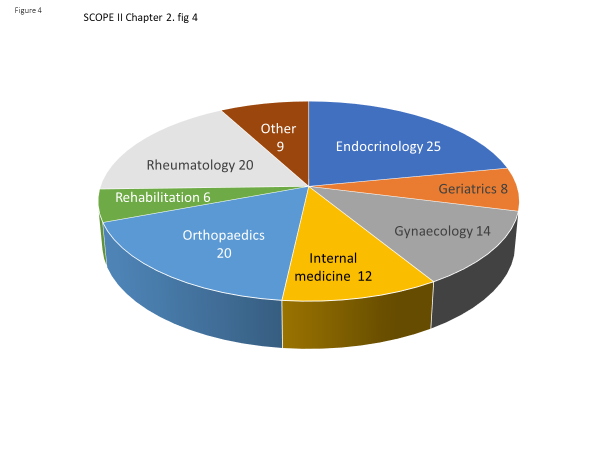 Figure 4
SCOPE II Chapter 2. fig 4
Other
9
Endocrinology 25
Rheumatology 20
Geriatrics 8
Rehabilitation 6
Gynaecology 14
Orthopaedics
20
Internal
medicine 12